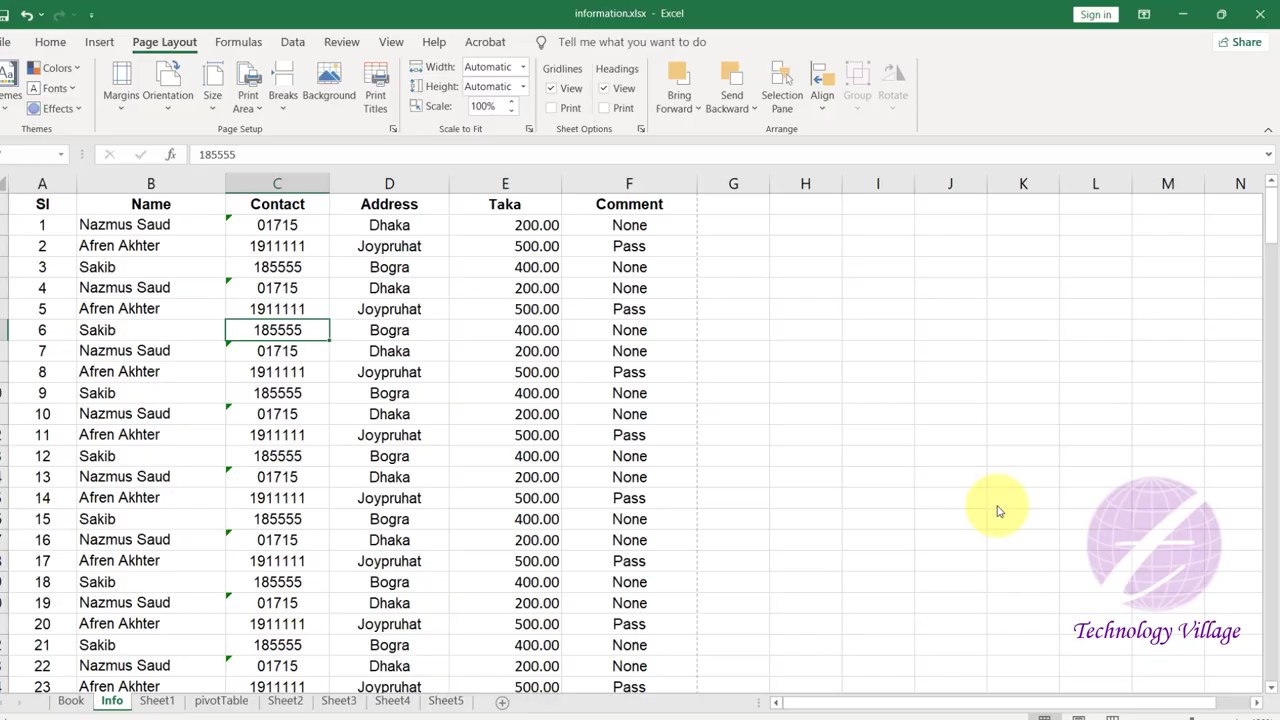 information.xlsx - Excel
Sign in
Home Insert Page Layout Formulas Data Review View Help Acrobat Tell me what you want to do Share
Colors
Fonts
Effects
Themes
Margins Orientation Size Print Area Breaks Background Print Titles
Page Setup
Width: Automatic
Height: Automatic
Scale: 100%
Scale to Fit
Gridlines Headings
View View
Print Print
Sheet Options
Bring Forward Send Backward Selection Pane Align Group Rotate
Arrange
fx 185555
A B C D E F G H I J K L M N
Sl Name Contact Address Taka Comment
1 Nazmus Saud 01715 Dhaka 200.00 None
2 Afren Akhter 1911111 Joypruhat 500.00 Pass
3 Sakib 185555 Bogra 400.00 None
4 Nazmus Saud 01715 Dhaka 200.00 None
5 Afren Akhter 1911111 Joypruhat 500.00 Pass
6 Sakib 185555 Bogra 400.00 None
7 Nazmus Saud 01715 Dhaka 200.00 None
8 Afren Akhter 1911111 Joypruhat 500.00 Pass
9 Sakib 185555 Bogra 400.00 None
10 Nazmus Saud 01715 Dhaka 200.00 None
11 Afren Akhter 1911111 Joypruhat 500.00 Pass
12 Sakib 185555 Bogra 400.00 None
13 Nazmus Saud 01715 Dhaka 200.00 None
14 Afren Akhter 1911111 Joypruhat 500.00 Pass
15 Sakib 185555 Bogra 400.00 None
16 Nazmus Saud 01715 Dhaka 200.00 None
17 Afren Akhter 1911111 Joypruhat 500.00 Pass
18 Sakib 185555 Bogra 400.00 None
19 Nazmus Saud 01715 Dhaka 200.00 None
20 Afren Akhter 1911111 Joypruhat 500.00 Pass
21 Sakib 185555 Bogra 400.00 None
22 Nazmus Saud 01715 Dhaka 200.00 None
23 Afren Akhter 1911111 Joypruhat 500.00 Pass
Technology Village
Book Info Sheet1 pivotTable Sheet2 Sheet3 Sheet4 Sheet5